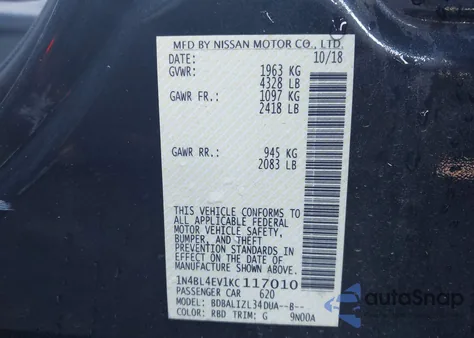 MFD BY NISSAN MOTOR CO., LTD.
DATE: 10/18
GVWR: 1963 KG
4328 LB
GAWR FR.: 1097 KG
2418 LB
GAWR RR.: 945 KG
2083 LB
THIS VEHICLE CONFORMS TO
ALL APPLICABLE FEDERAL
MOTOR VEHICLE SAFETY,
BUMPER, AND THEFT
PREVENTION STANDARDS
IN EFFECT ON THE DATE OF
MANUFACTURE SHOWN ABOVE.
1N4BL4EV1KC117010
PASSENGER CAR 620
MODEL: BDBALIZL34DUA--B--
COLOR: RBD TRIM: G 9N00A
autoSnap